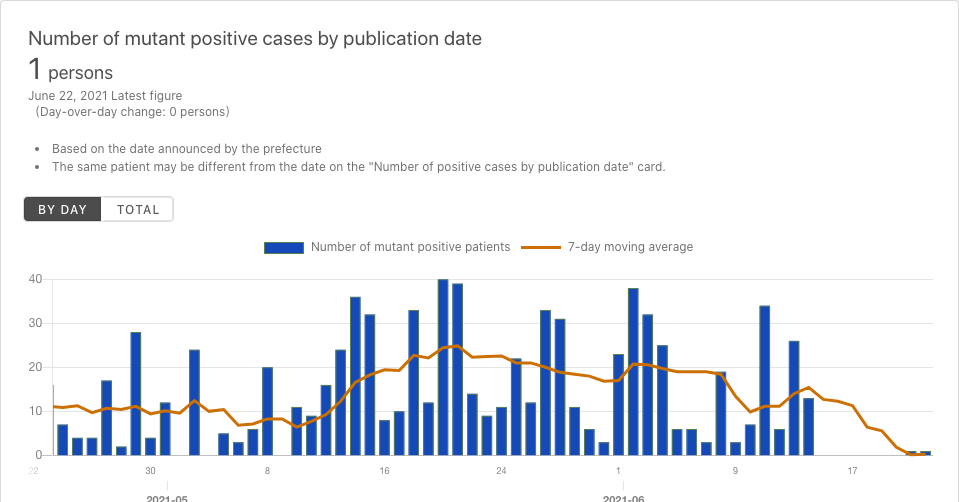 Number of mutant positive cases by publication date
1 persons
June 22, 2021 Latest figure
(Day-over-day change: 0 persons)
• Based on the date announced by the prefecture
• The same patient may be different from the date on the "Number of positive cases by publication date" card.
BY DAY TOTAL
Number of mutant positive patients 7-day moving average
40
30
20
10
0
22 30 8 16 24 1 9 17
2021-05 2021-06